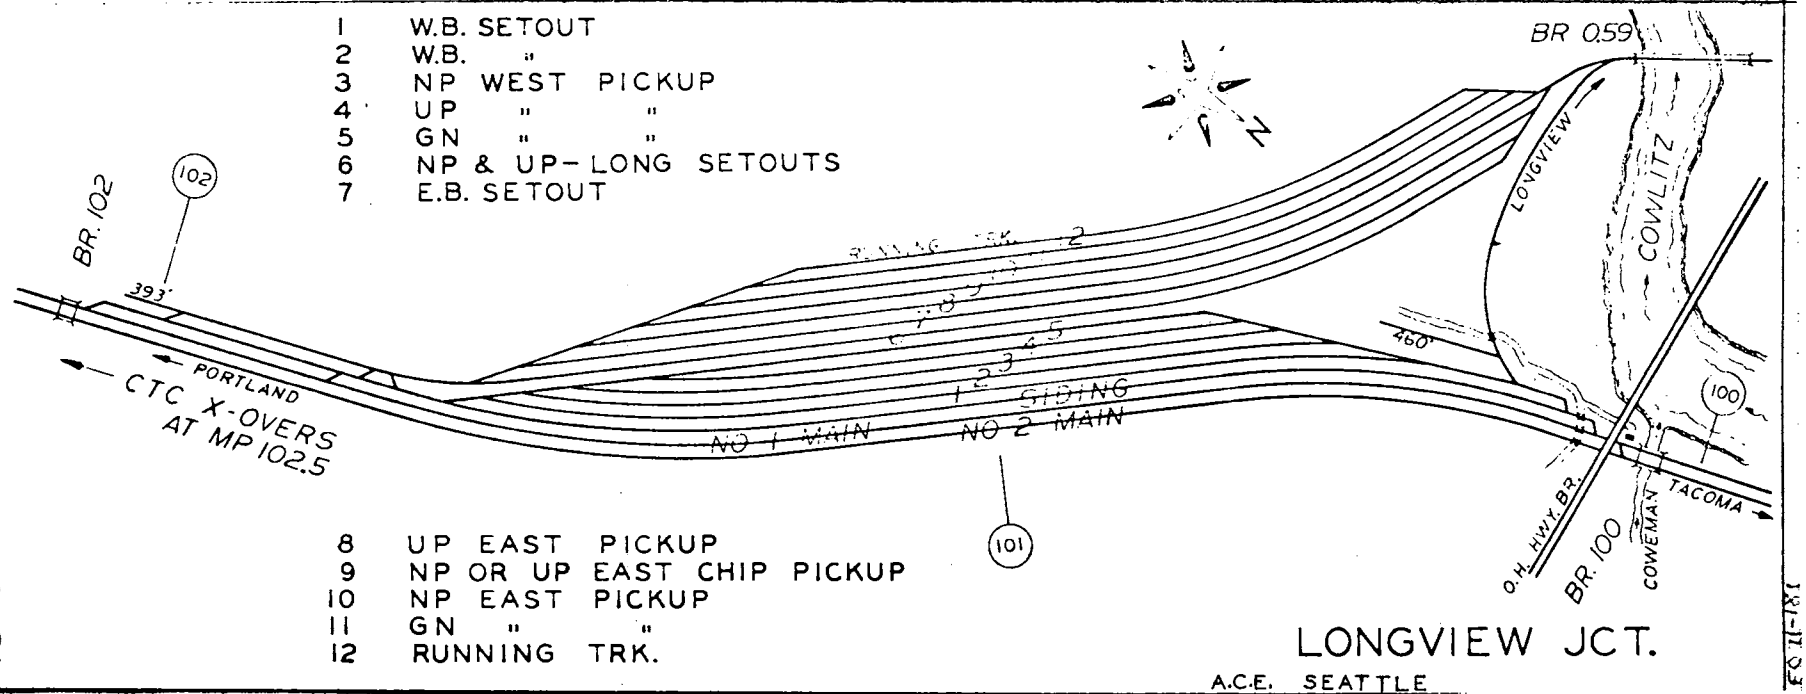 1 W.B. SETOUT
2 W.B. "
3 NP WEST PICKUP
4 UP " "
5 GN " "
6 NP & UP-LONG SETOUTS
7 E.B. SETOUT
BR 0.59
N
LONGVIEW
COWLITZ
102
BR. 102
393'
RUNNING TRK. 12
10
9
8
7
6
5
4
3
2
1
SIDING
NO 1 MAIN
NO 2 MAIN
460'
100
PORTLAND
CTC X-OVERS
AT MP 102.5
101
TACOMA
O.H. HWY. BR.
BR. 100
COWEMAN
8 UP EAST PICKUP
9 NP OR UP EAST CHIP PICKUP
10 NP EAST PICKUP
11 GN " "
12 RUNNING TRK.
LONGVIEW JCT.
A.C.E. SEATTLE